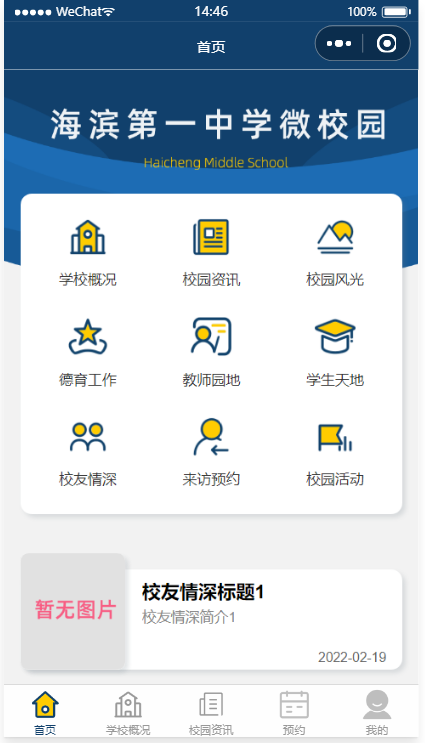 WeChat 14:46 100%
首页
海滨第一中学微校园
Haicheng Middle School
学校概况 校园资讯 校园风光
德育工作 教师园地 学生天地
校友情深 来访预约 校园活动
暂无图片
校友情深标题1
校友情深简介1
2022-02-19
首页 学校概况 校园资讯 预约 我的